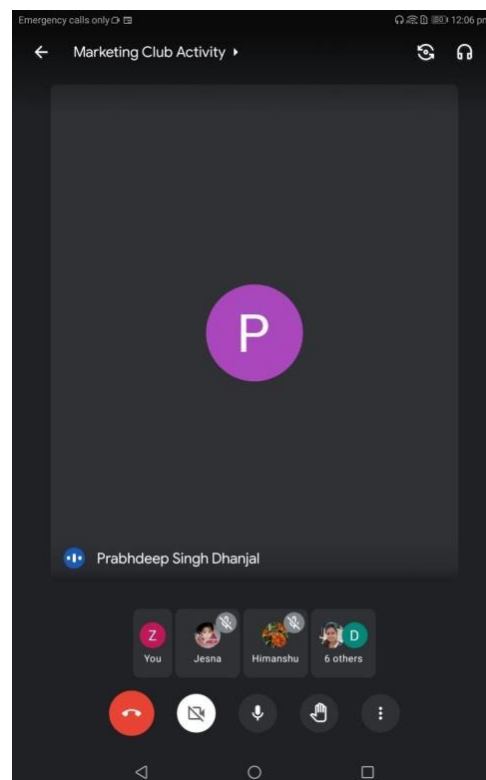 Emergency calls only 12:06 pm
Marketing Club Activity
P
Prabhdeep Singh Dhanjal
Z D
You Jesna Himanshu 6 others